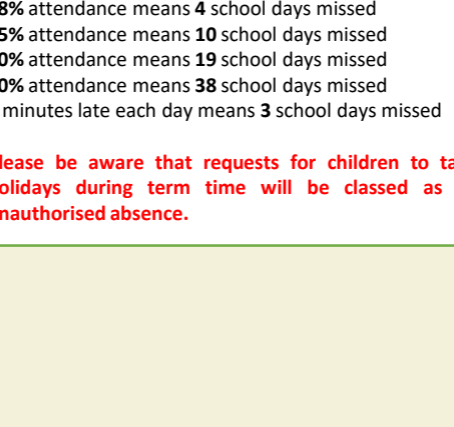 8% attendance means 4 school days missed
5% attendance means 10 school days missed
0% attendance means 19 school days missed
0% attendance means 38 school days missed
minutes late each day means 3 school days missed
lease be aware that requests for children to ta
olidays during term time will be classed as
nauthorised absence.